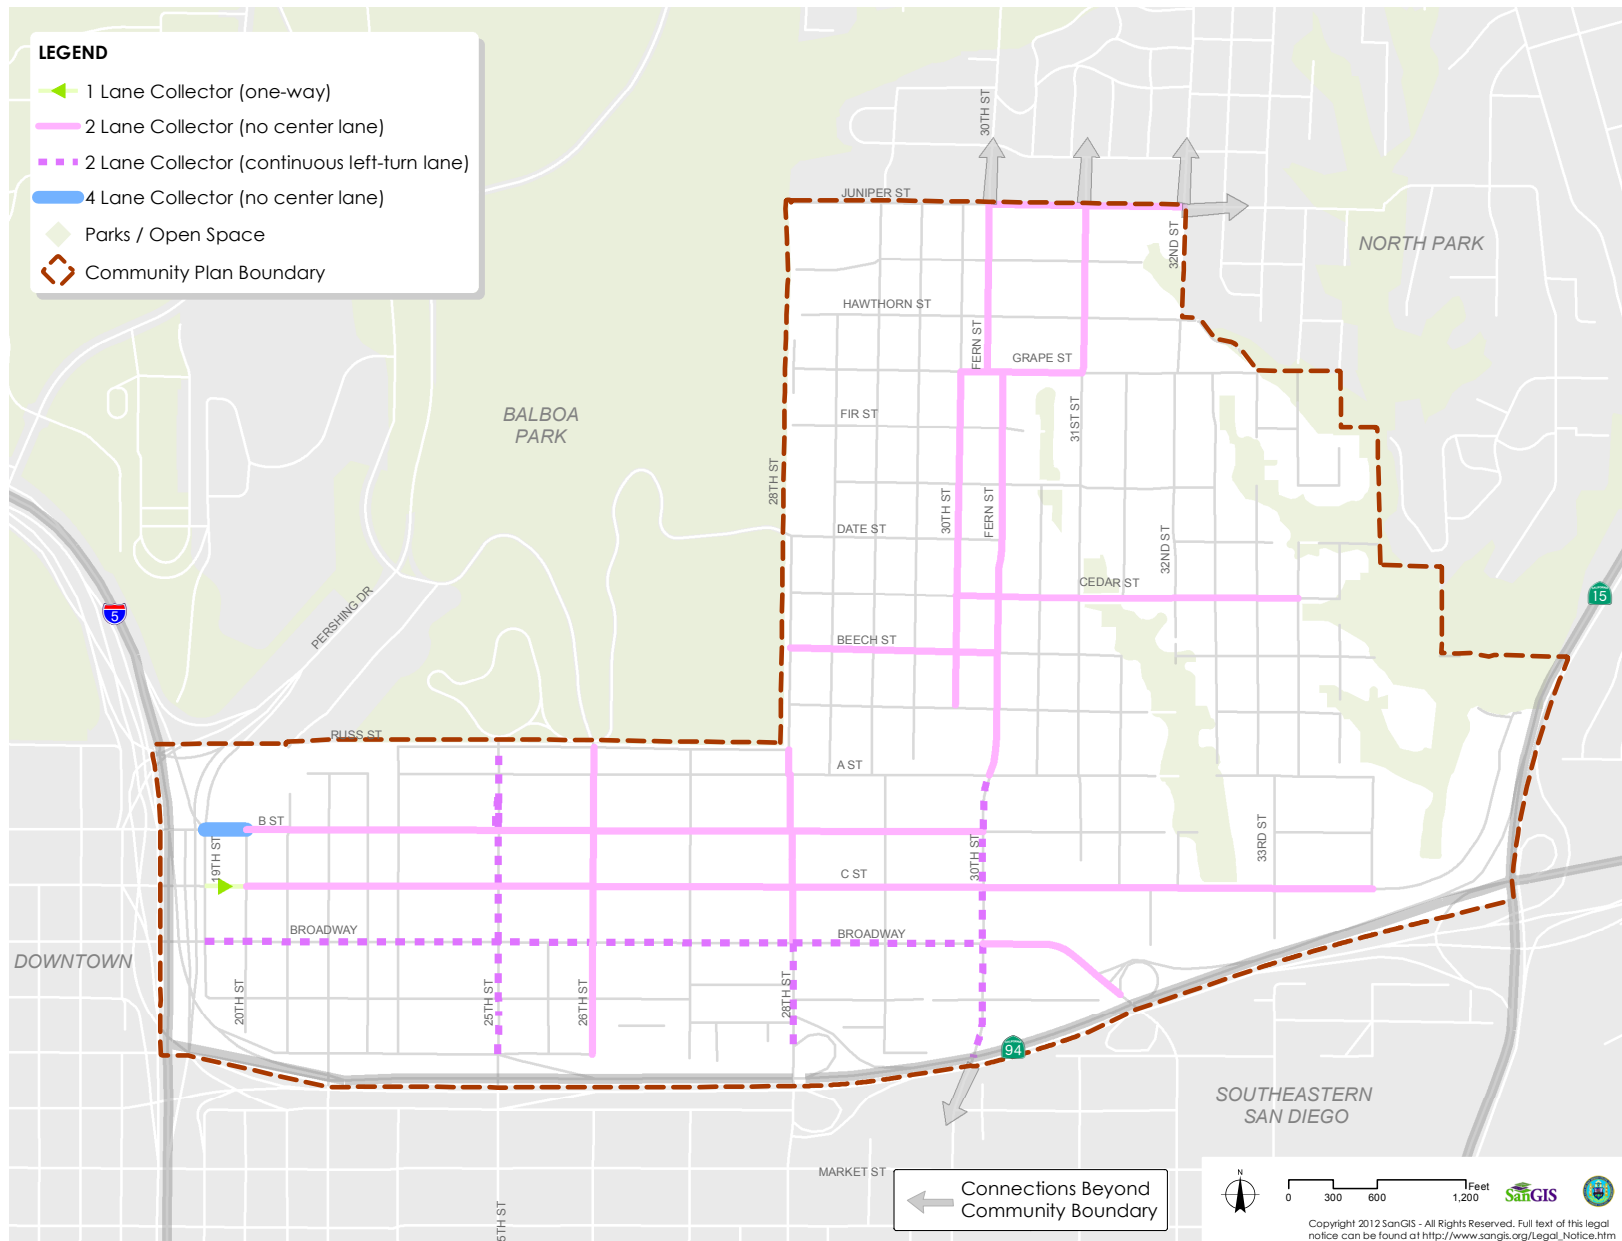 LEGEND
1 Lane Collector (one-way)
2 Lane Collector (no center lane)
2 Lane Collector (continuous left-turn lane)
4 Lane Collector (no center lane)
Parks / Open Space
Community Plan Boundary
30TH ST
JUNIPER ST
32ND ST
NORTH PARK
HAWTHORN ST
FERN ST
GRAPE ST
BALBOA
PARK
FIR ST
31ST ST
28TH ST
30TH ST
FERN ST
DATE ST
32ND ST
CEDAR ST
5
PERSHING DR
15
BEECH ST
RUSS ST
A ST
B ST
19TH ST
30TH ST
33RD ST
C ST
BROADWAY
BROADWAY
DOWNTOWN
20TH ST
25TH ST
26TH ST
28TH ST
94
SOUTHEASTERN
SAN DIEGO
MARKET ST
5TH ST
Connections Beyond
Community Boundary
N
0 300 600 1,200 Feet
SanGIS
Copyright 2012 SanGIS - All Rights Reserved. Full text of this legal
notice can be found at http://www.sangis.org/Legal_Notice.htm